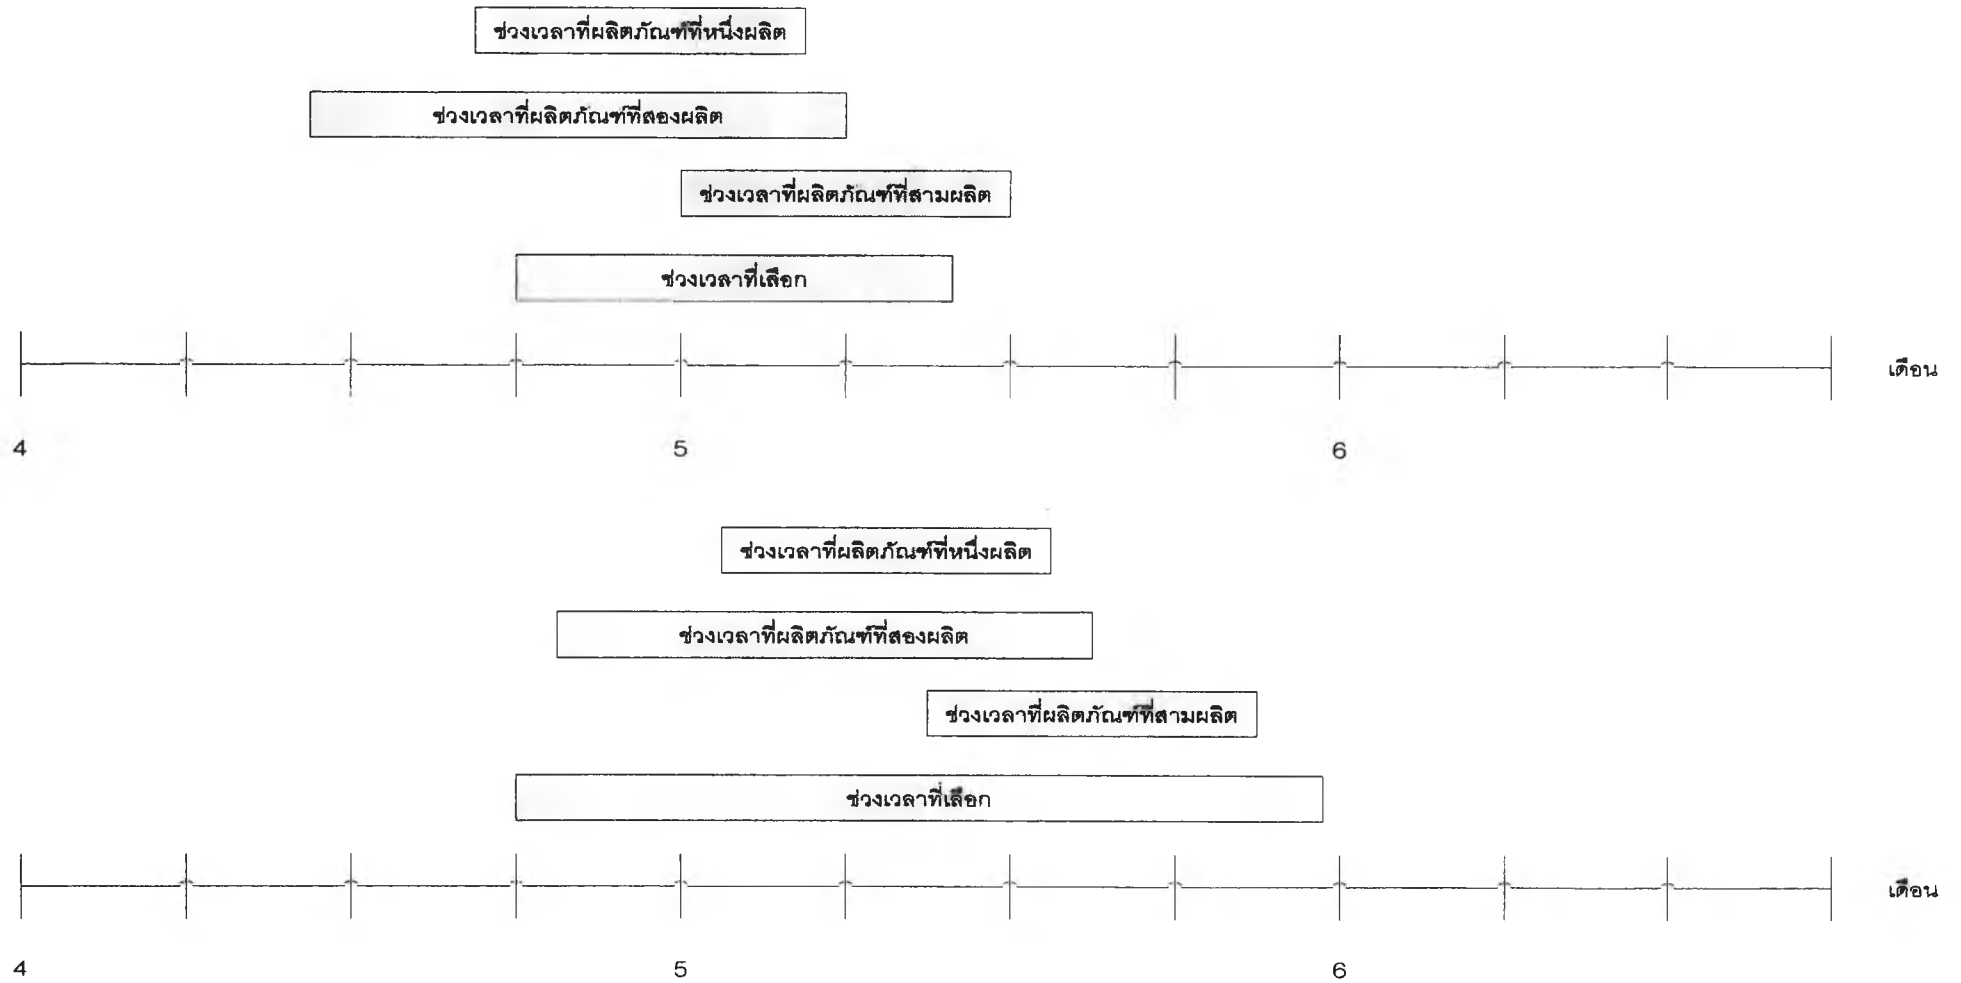 ช่วงเวลาที่ผลิตภัณฑ์ที่หนึ่งผลิต
ช่วงเวลาที่ผลิตภัณฑ์ที่สองผลิต
ช่วงเวลาที่ผลิตภัณฑ์ที่สามผลิต
ช่วงเวลาที่เลือก
เดือน
4 5 6
ช่วงเวลาที่ผลิตภัณฑ์ที่หนึ่งผลิต
ช่วงเวลาที่ผลิตภัณฑ์ที่สองผลิต
ช่วงเวลาที่ผลิตภัณฑ์ที่สามผลิต
ช่วงเวลาที่เลือก
เดือน
4 5 6